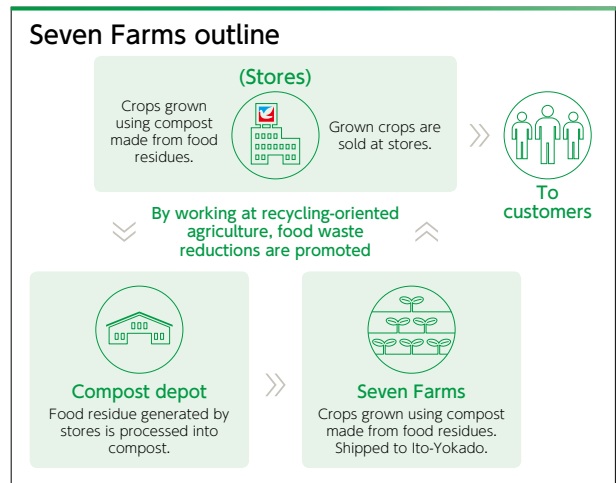 Seven Farms outline
(Stores)
Crops grown
using compost
made from food
residues.
Grown crops are
sold at stores.
To
customers
By working at recycling-oriented
agriculture, food waste
reductions are promoted
Compost depot
Food residue generated by
stores is processed into
compost.
Seven Farms
Crops grown using compost
made from food residues.
Shipped to Ito-Yokado.